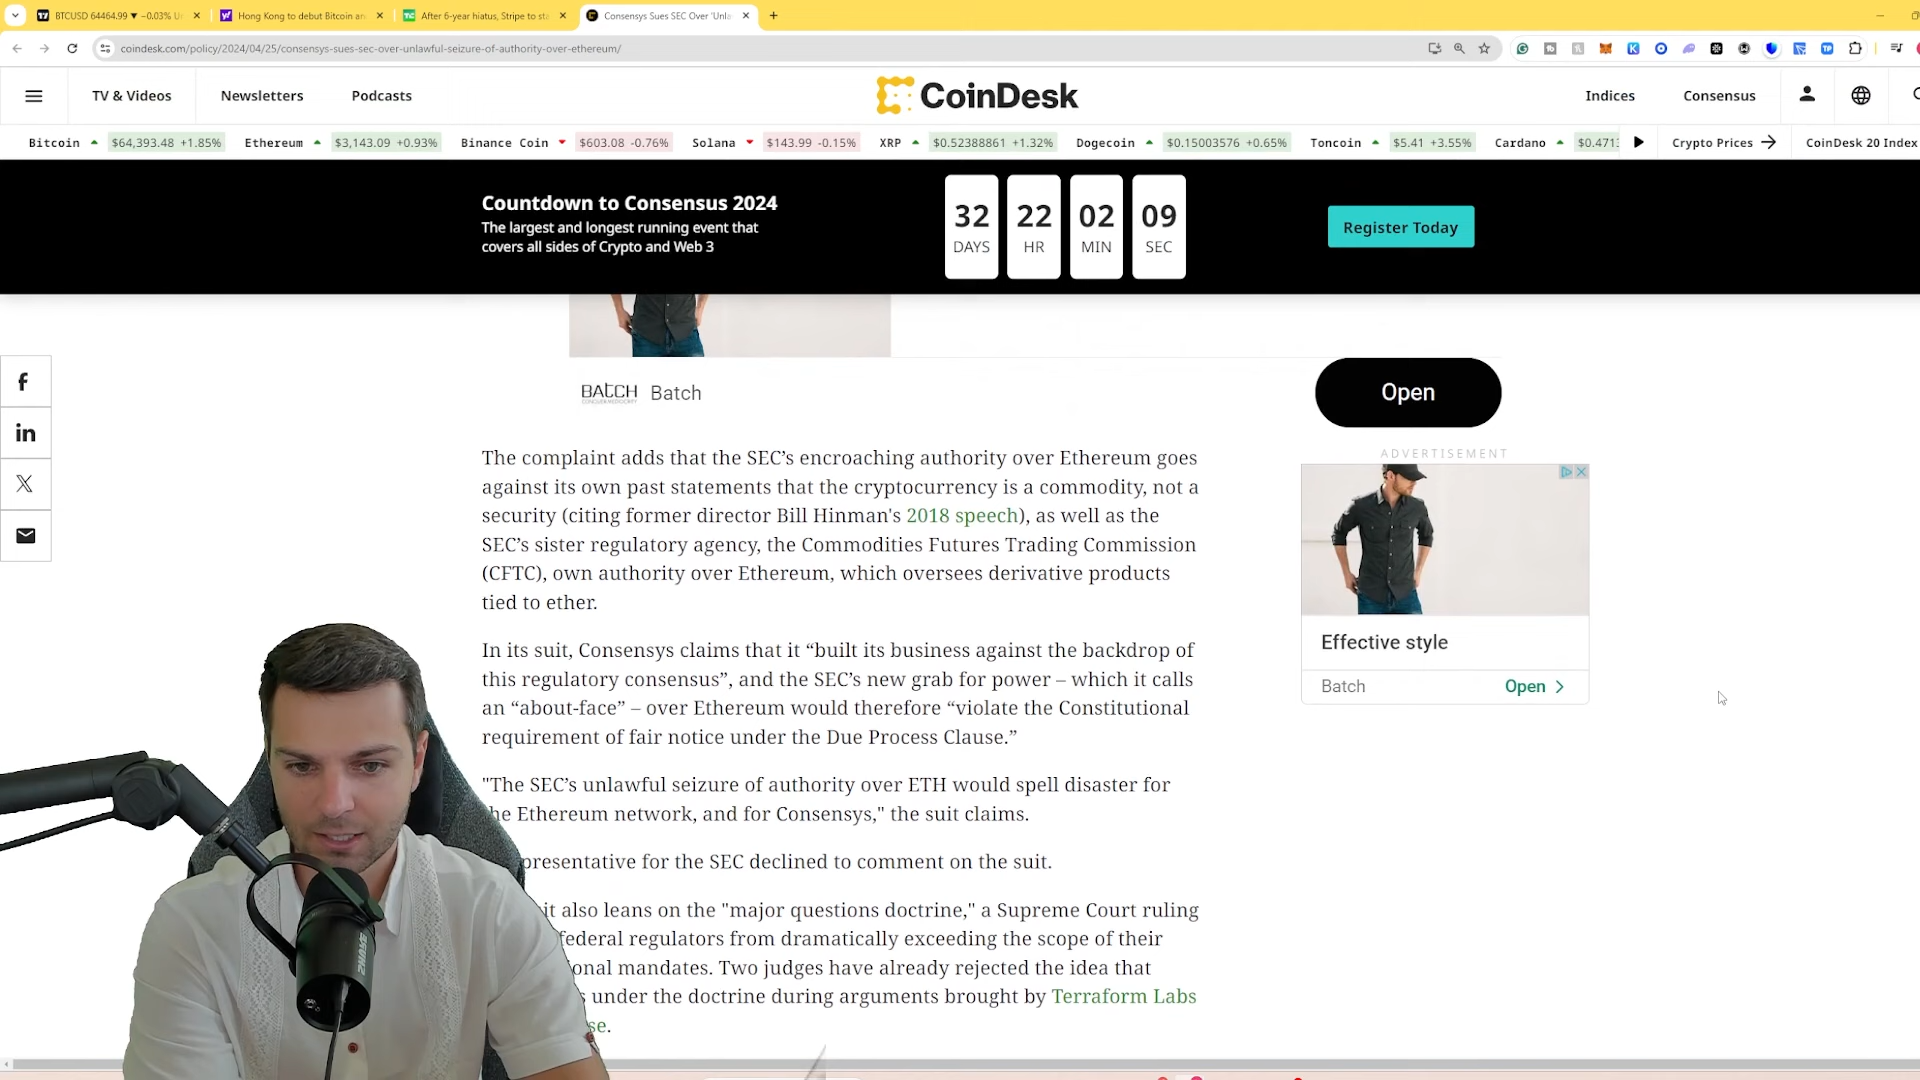 BTCUSD 64464.99 ▼ −0.03% U
Hong Kong to debut Bitcoin an
After 6-year hiatus, Stripe to sta
Consensys Sues SEC Over 'Unla
coindesk.com/policy/2024/04/25/consensys-sues-sec-over-unlawful-seizure-of-authority-over-ethereum/
TV & Videos
Newsletters
Podcasts
CoinDesk
Indices
Consensus
Bitcoin $64,393.48 +1.85%
Ethereum $3,143.09 +0.93%
Binance Coin $603.08 -0.76%
Solana $143.99 -0.15%
XRP $0.52388861 +1.32%
Dogecoin $0.15003576 +0.65%
Toncoin $5.41 +3.55%
Cardano $0.471
Crypto Prices
CoinDesk 20 Index
Countdown to Consensus 2024
The largest and longest running event that
covers all sides of Crypto and Web 3
32 22 02 09
DAYS HR MIN SEC
Register Today
BATCH Batch
Open
The complaint adds that the SEC’s encroaching authority over Ethereum goes
against its own past statements that the cryptocurrency is a commodity, not a
security (citing former director Bill Hinman's 2018 speech), as well as the
SEC’s sister regulatory agency, the Commodities Futures Trading Commission
(CFTC), own authority over Ethereum, which oversees derivative products
tied to ether.
In its suit, Consensys claims that it “built its business against the backdrop of
this regulatory consensus”, and the SEC’s new grab for power – which it calls
an “about-face” – over Ethereum would therefore “violate the Constitutional
requirement of fair notice under the Due Process Clause.”
"The SEC’s unlawful seizure of authority over ETH would spell disaster for
he Ethereum network, and for Consensys," the suit claims.
presentative for the SEC declined to comment on the suit.
it also leans on the "major questions doctrine," a Supreme Court ruling
federal regulators from dramatically exceeding the scope of their
ional mandates. Two judges have already rejected the idea that
s under the doctrine during arguments brought by Terraform Labs
se.
ADVERTISEMENT
Effective style
Batch
Open